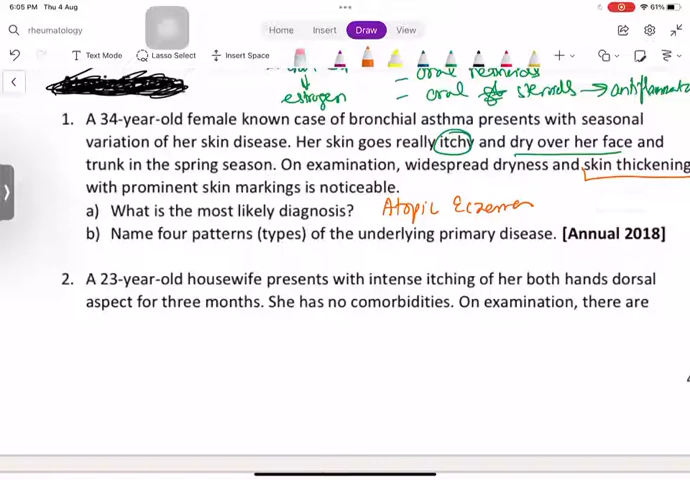 6:05 PM Thu 4 Aug
61%
rheumatology
Home Insert Draw View
Text Mode Lasso Select Insert Space
estrogen = oral steroids → antiflammato
1. A 34-year-old female known case of bronchial asthma presents with seasonal
variation of her skin disease. Her skin goes really itchy and dry over her face and
trunk in the spring season. On examination, widespread dryness and skin thickening
with prominent skin markings is noticeable.
a) What is the most likely diagnosis? Atopic Eczema
b) Name four patterns (types) of the underlying primary disease. [Annual 2018]
2. A 23-year-old housewife presents with intense itching of her both hands dorsal
aspect for three months. She has no comorbidities. On examination, there are